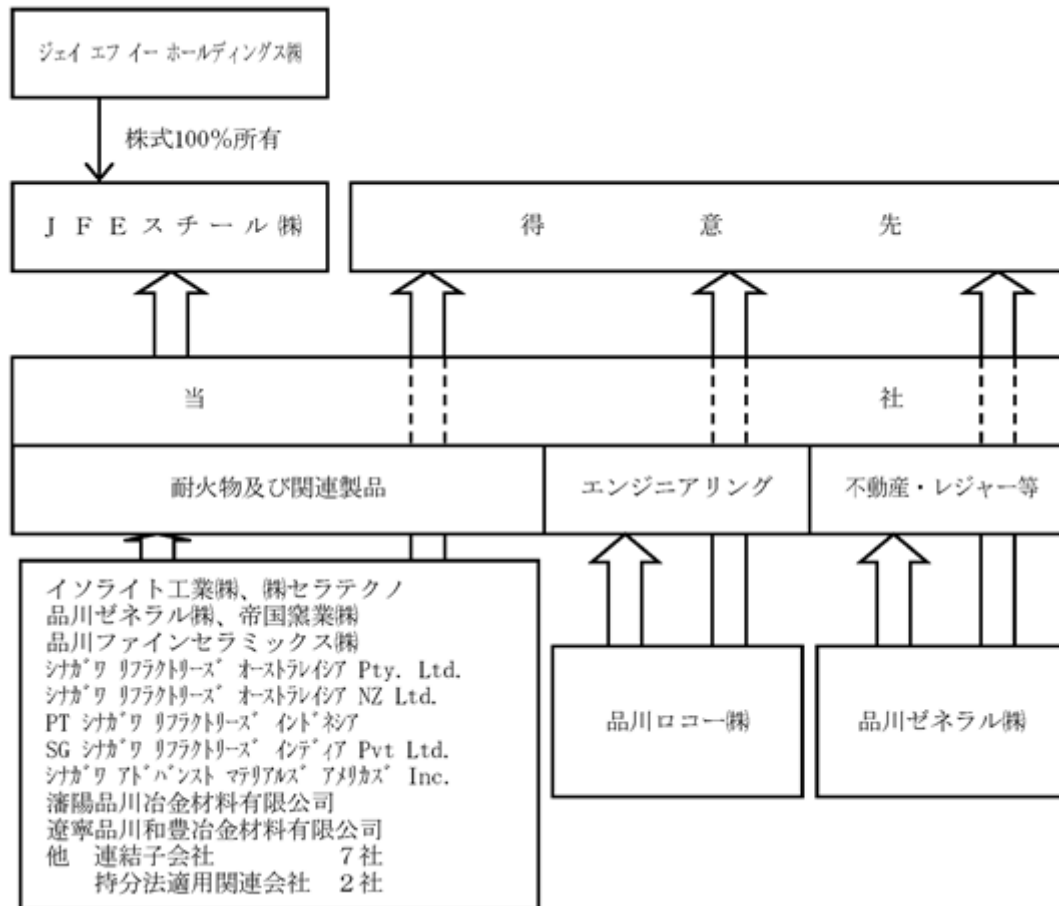 ジェイ エフ イー ホールディングス㈱
株式100%所有
ＪＦＥスチール㈱
得意先
当社
耐火物及び関連製品
エンジニアリング
不動産・レジャー等
イソライト工業㈱、㈱セラテクノ
品川ゼネラル㈱、帝国窯業㈱
品川ファインセラミックス㈱
ｼﾅｶﾞﾜ ﾘﾌﾗｸﾄﾘｰｽﾞ ｵｰｽﾄﾗﾚｲｼｱ Pty. Ltd.
ｼﾅｶﾞﾜ ﾘﾌﾗｸﾄﾘｰｽﾞ ｵｰｽﾄﾗﾚｲｼｱ NZ Ltd.
PT ｼﾅｶﾞﾜ ﾘﾌﾗｸﾄﾘｰｽﾞ ｲﾝﾄﾞﾈｼｱ
SG ｼﾅｶﾞﾜ ﾘﾌﾗｸﾄﾘｰｽﾞ ｲﾝﾃﾞｨｱ Pvt Ltd.
ｼﾅｶﾞﾜ ｱﾄﾞﾊﾞﾝｽﾄ ﾏﾃﾘｱﾙｽﾞ ｱﾒﾘｶｽﾞ Inc.
瀋陽品川冶金材料有限公司
遼寧品川和豊冶金材料有限公司
他 連結子会社 ７社
持分法適用関連会社 ２社
品川ロコー㈱
品川ゼネラル㈱